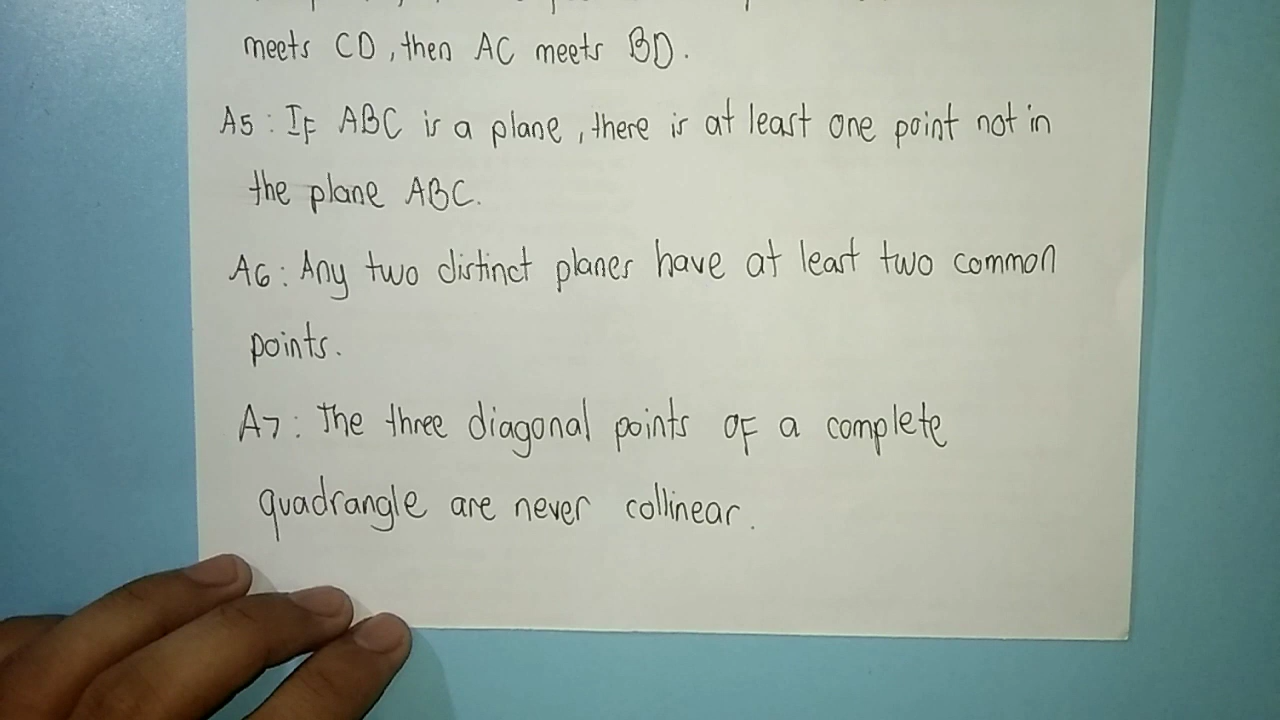 meets CD, then AC meets BD.
A5: If ABC is a plane, there is at least one point not in
the plane ABC.
A6: Any two distinct planes have at least two common
points.
A7: The three diagonal points of a complete
quadrangle are never collinear.